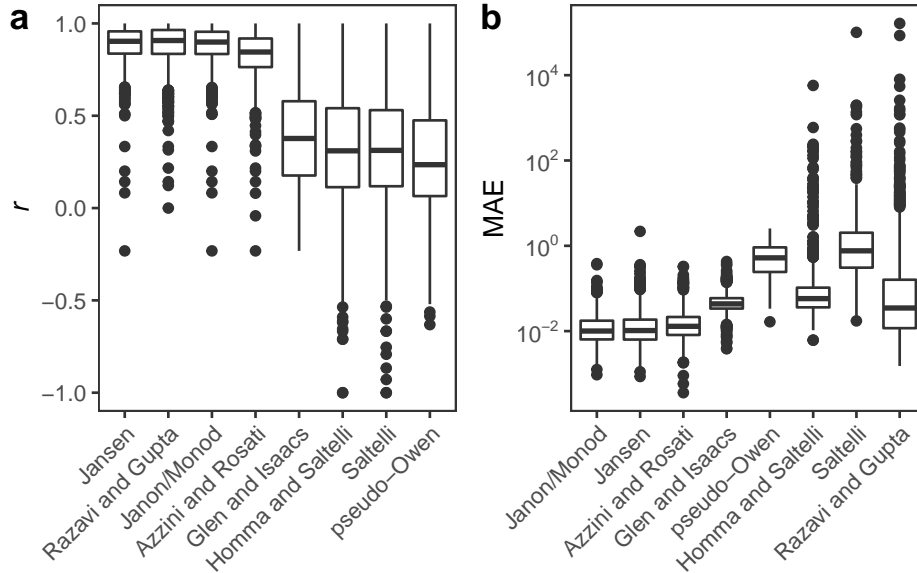 a
r
1.0
0.5
0.0
−0.5
−1.0
Jansen
Razavi and Gupta
Janon/Monod
Azzini and Rosati
Glen and Isaacs
Homma and Saltelli
Saltelli
pseudo−Owen
b
MAE
10^4
10^2
10^0
10^−2
Janon/Monod
Jansen
Azzini and Rosati
Glen and Isaacs
pseudo−Owen
Homma and Saltelli
Saltelli
Razavi and Gupta